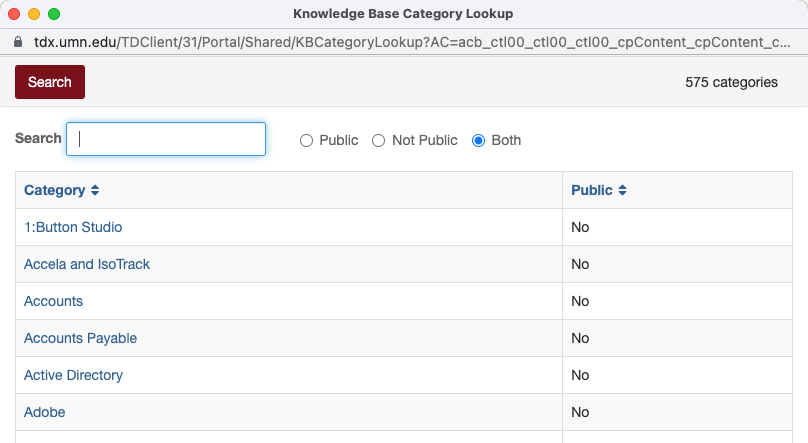 Knowledge Base Category Lookup
tdx.umn.edu/TDClient/31/Portal/Shared/KBCategoryLookup?AC=acb_ctl00_ctl00_ctl00_cpContent_cpContent_c...
Search 575 categories
Search Public Not Public Both
Category Public
1:Button Studio No
Accela and IsoTrack No
Accounts No
Accounts Payable No
Active Directory No
Adobe No